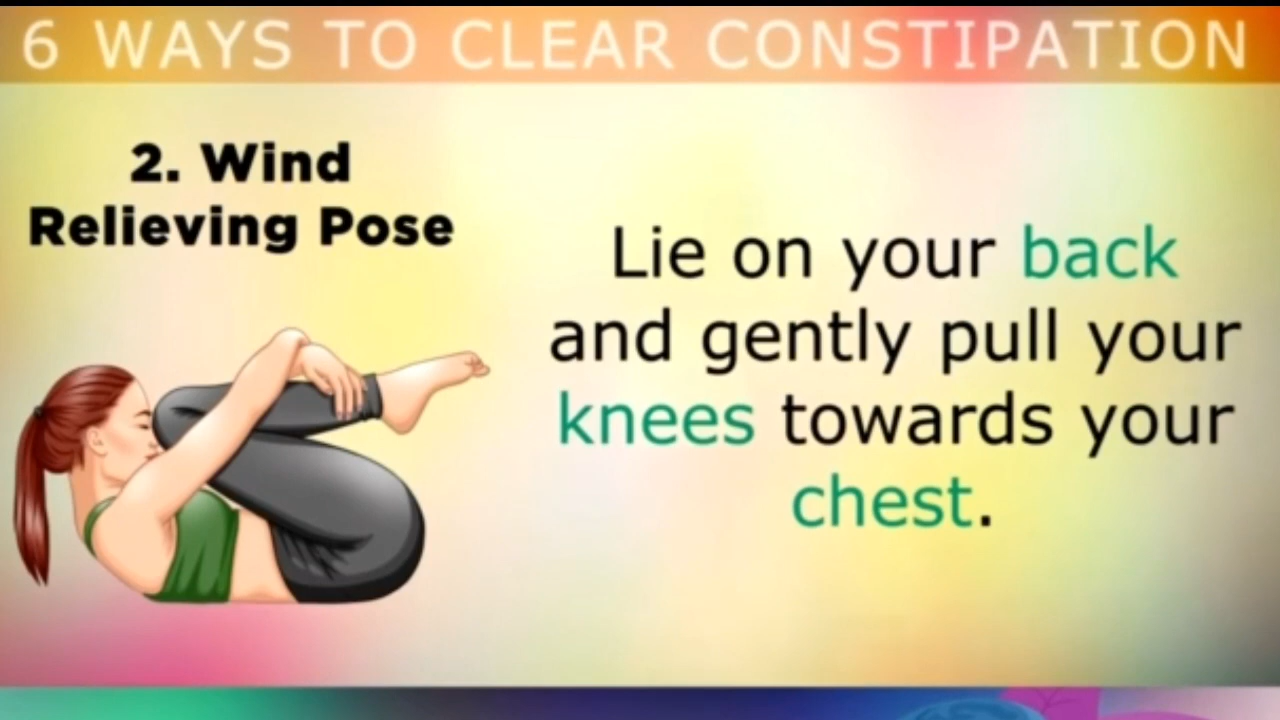 6 WAYS TO CLEAR CONSTIPATION
2. Wind
Relieving Pose
Lie on your back
and gently pull your
knees towards your
chest.